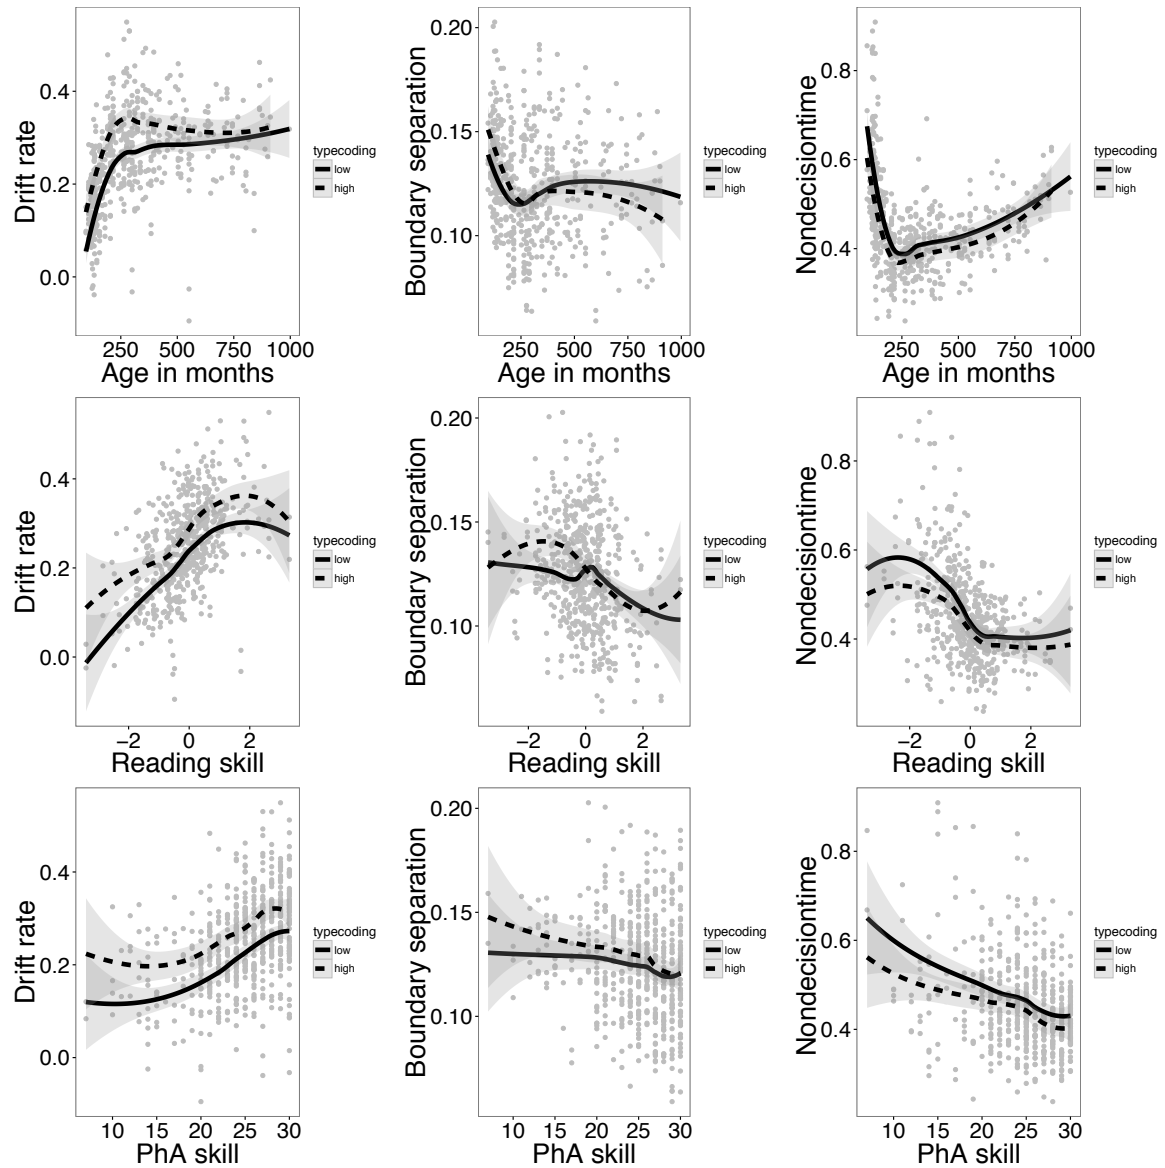 Drift rate
0.4
0.2
0.0
250 500 750 1000
Age in months
typecoding
low
high
Boundary separation
0.20
0.15
0.10
250 500 750 1000
Age in months
typecoding
low
high
Nondecisiontime
0.8
0.6
0.4
250 500 750 1000
Age in months
typecoding
low
high
Drift rate
0.4
0.2
0.0
−2 0 2
Reading skill
typecoding
low
high
Boundary separation
0.20
0.15
0.10
−2 0 2
Reading skill
typecoding
low
high
Nondecisiontime
0.8
0.6
0.4
−2 0 2
Reading skill
typecoding
low
high
Drift rate
0.4
0.2
0.0
10 15 20 25 30
PhA skill
typecoding
low
high
Boundary separation
0.20
0.15
0.10
10 15 20 25 30
PhA skill
typecoding
low
high
Nondecisiontime
0.8
0.6
0.4
10 15 20 25 30
PhA skill
typecoding
low
high